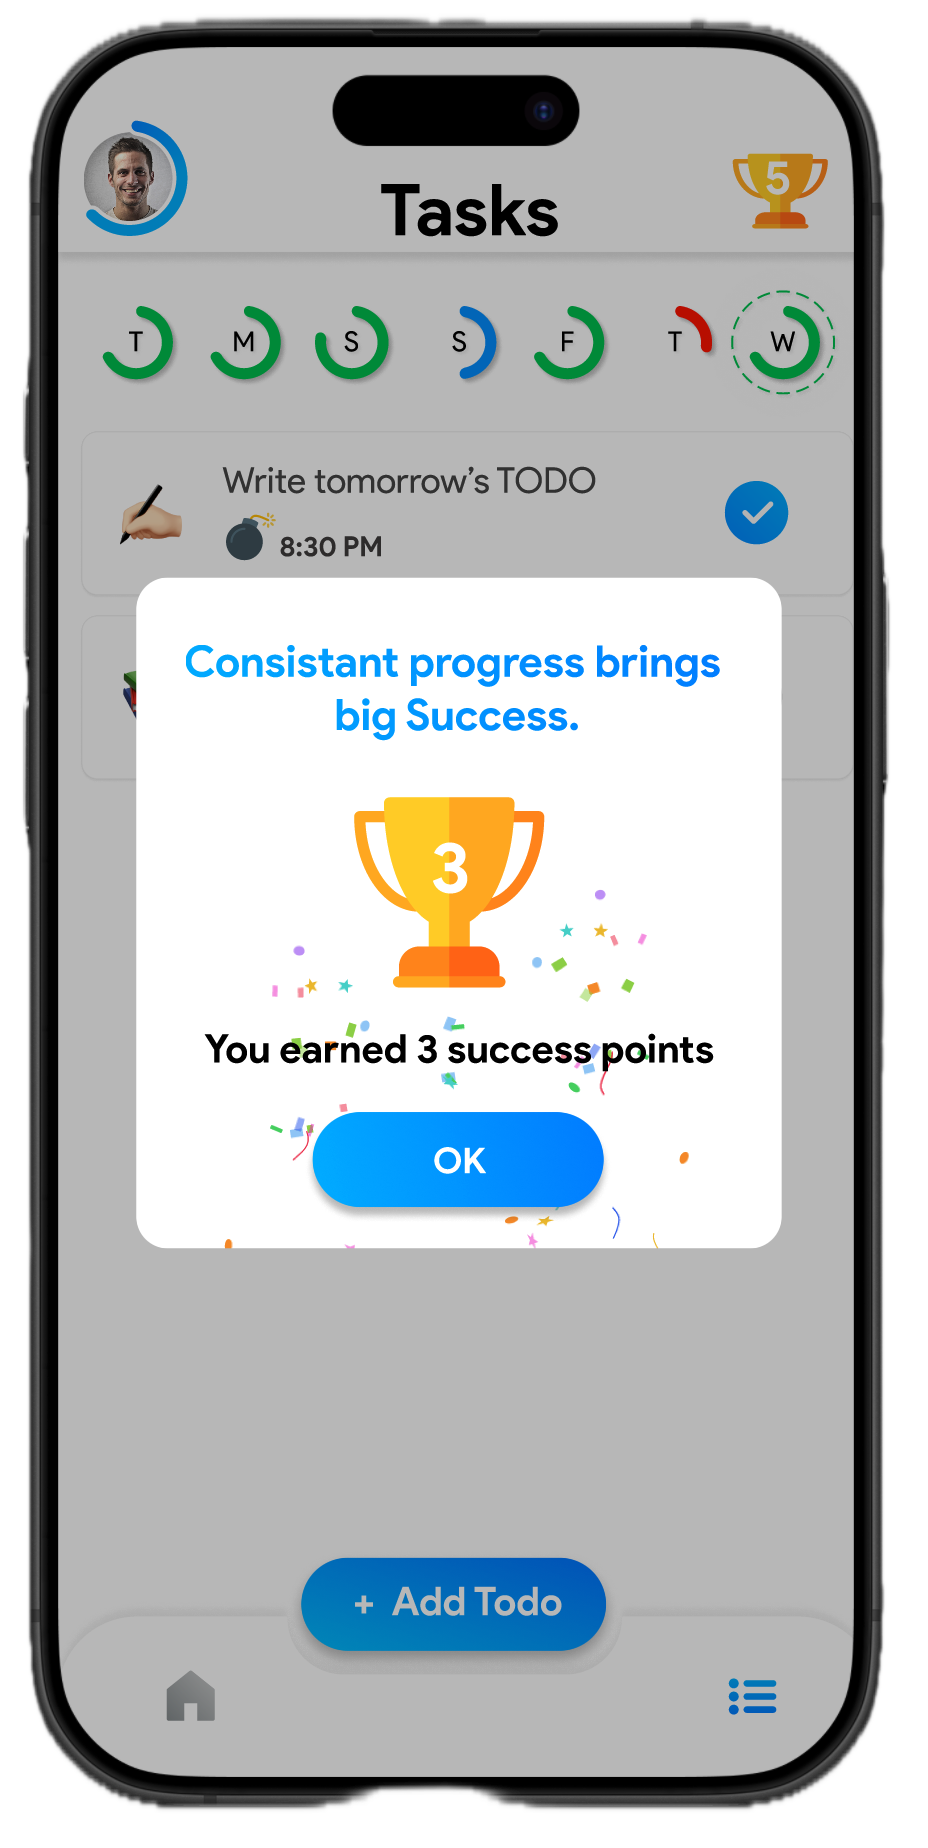 5
Tasks
T M S S F T W
Write tomorrow's TODO
8:30 PM
Consistant progress brings
big Success.
3
You earned 3 success points
OK
+ Add Todo